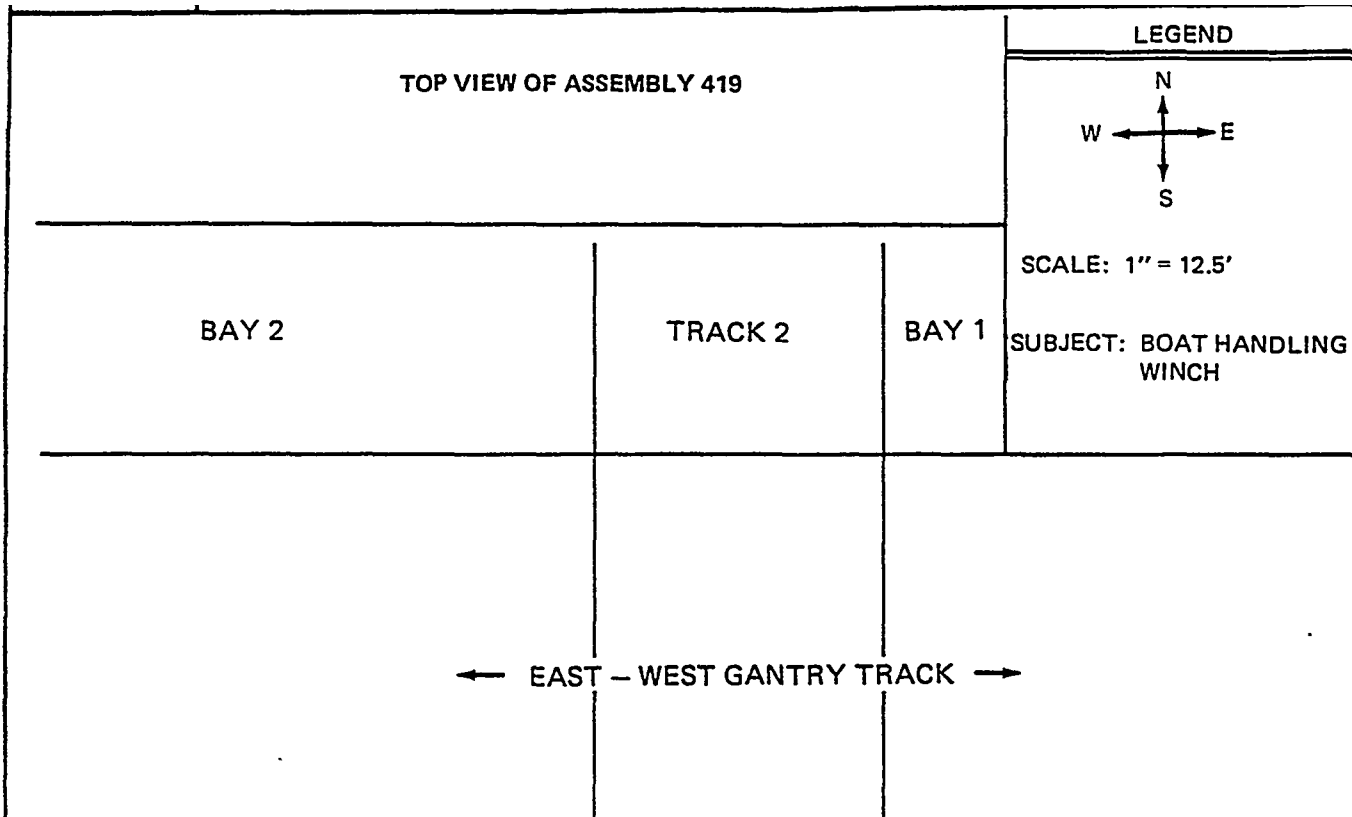 TOP VIEW OF ASSEMBLY 419
LEGEND
N
W E
S
SCALE: 1″ = 12.5′
SUBJECT: BOAT HANDLING
WINCH
BAY 2
TRACK 2
BAY 1
EAST – WEST GANTRY TRACK